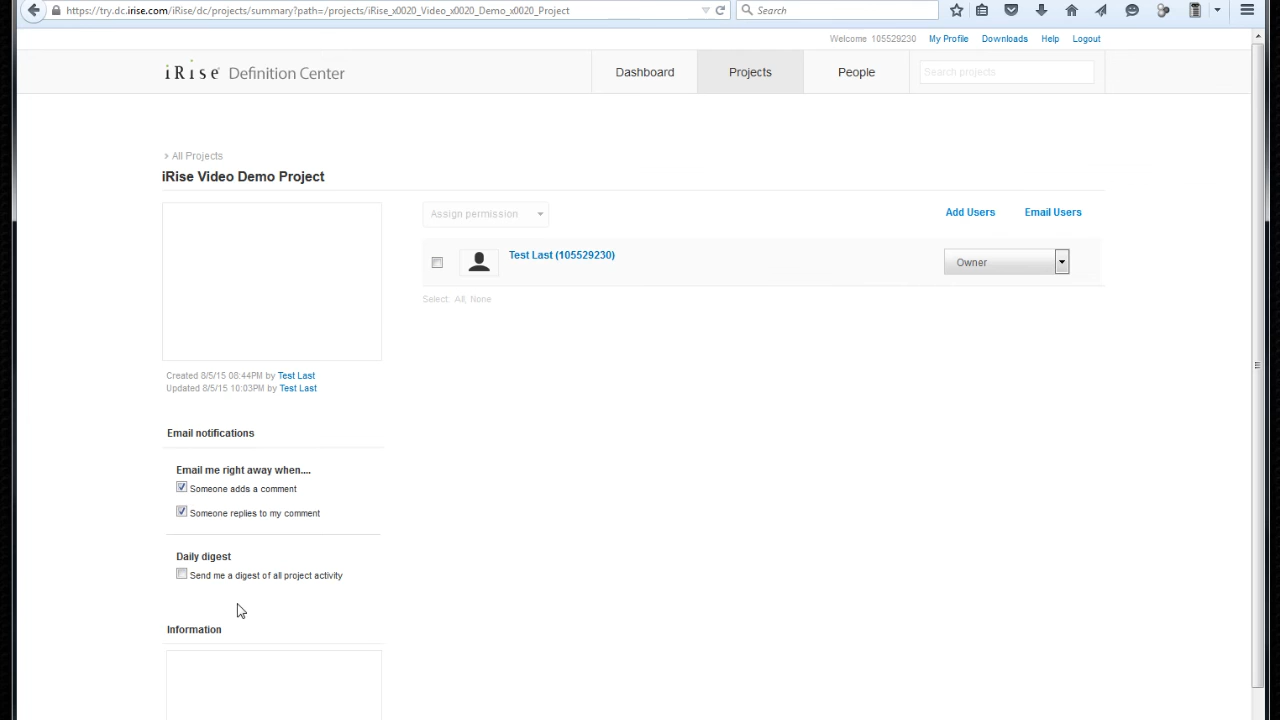 https://try.dc.irise.com/iRise/dc/projects/summary?path=/projects/iRise_x0020_Video_x0020_Demo_x0020_Project
Search
Welcome 105529230 My Profile Downloads Help Logout
iRise Definition Center
Dashboard Projects People Search projects
All Projects
iRise Video Demo Project
Assign permission Add Users Email Users
Test Last (105529230)
Owner
Select: All, None
Created 8/5/15 08:44PM by Test Last
Updated 8/5/15 10:03PM by Test Last
Email notifications
Email me right away when....
Someone adds a comment
Someone replies to my comment
Daily digest
Send me a digest of all project activity
Information